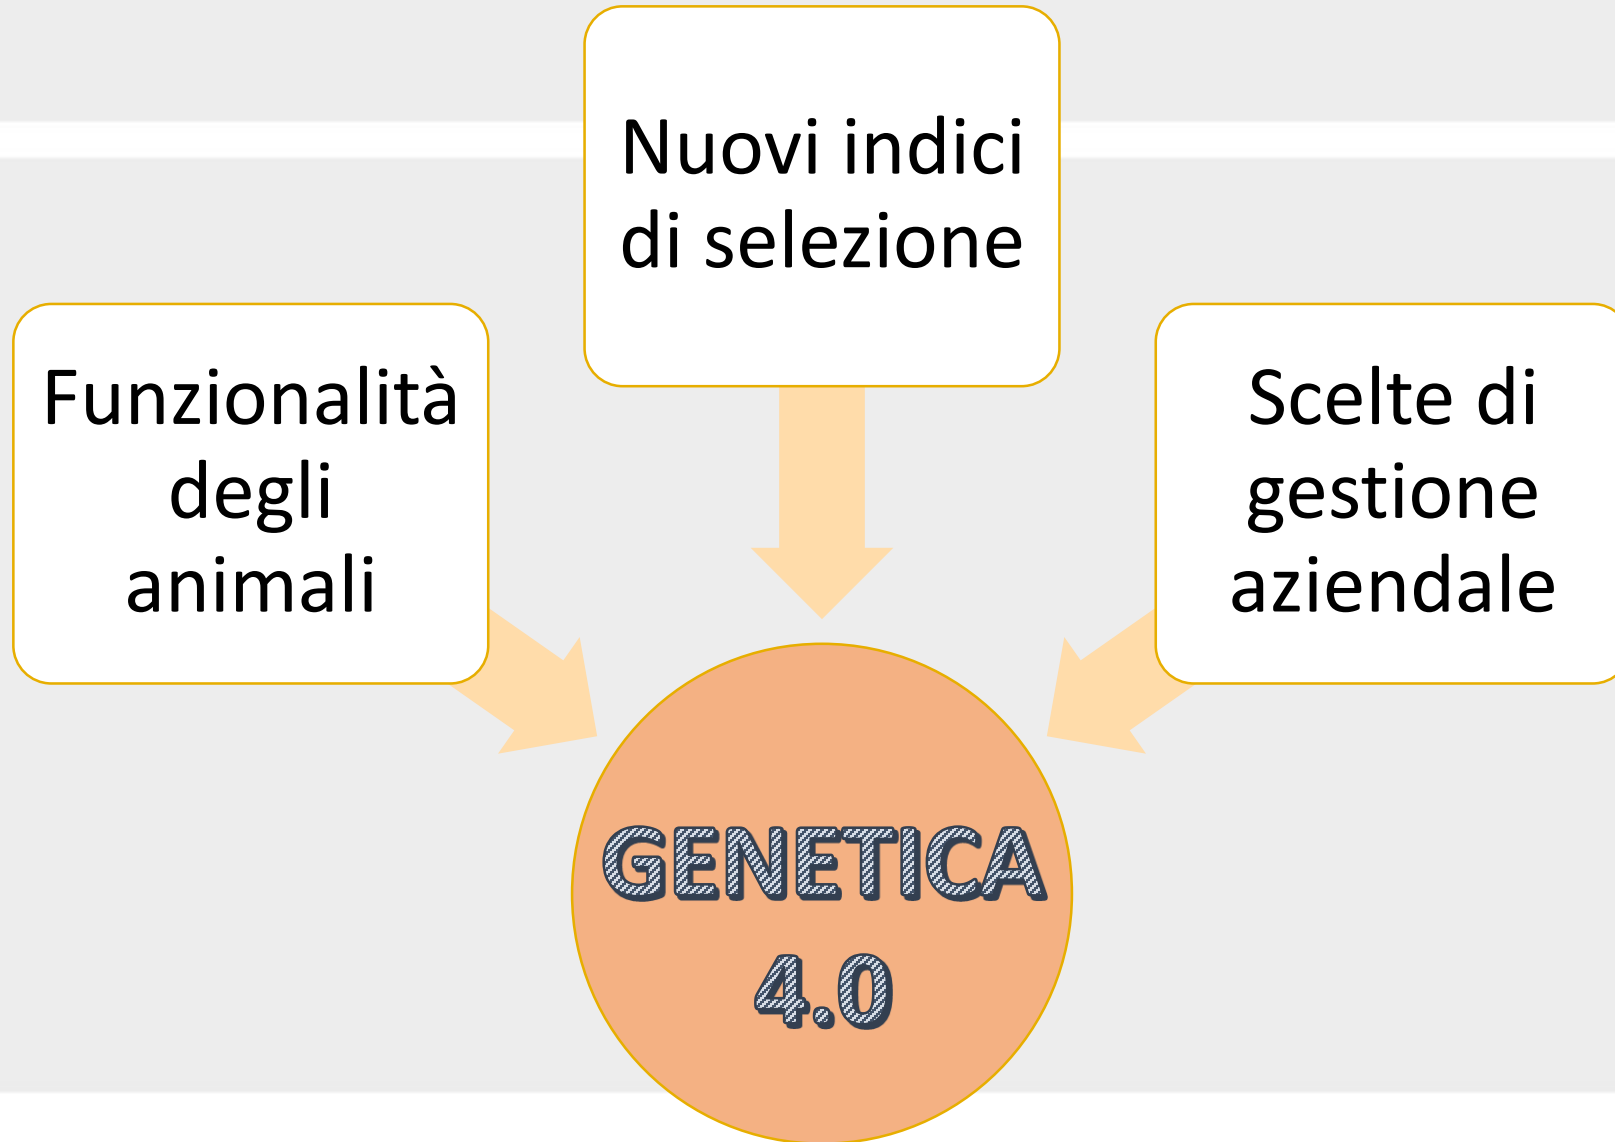 Nuovi indici
di selezione
Funzionalità
degli
animali
Scelte di
gestione
aziendale
GENETICA
4.0